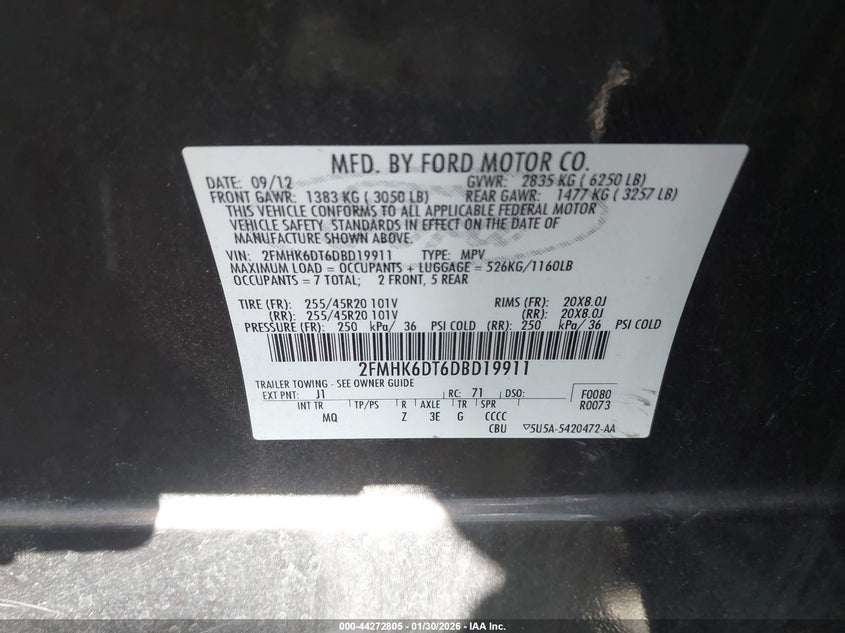 MFD. BY FORD MOTOR CO.
DATE: 09/12 GVWR: 2835 KG ( 6250 LB)
FRONT GAWR: 1383 KG ( 3050 LB) REAR GAWR: 1477 KG ( 3257 LB)
THIS VEHICLE CONFORMS TO ALL APPLICABLE FEDERAL MOTOR
VEHICLE SAFETY STANDARDS IN EFFECT ON THE DATE OF
MANUFACTURE SHOWN ABOVE.
VIN: 2FMHK6DT6DBD19911 TYPE: MPV
MAXIMUM LOAD = OCCUPANTS + LUGGAGE = 526KG/1160LB
OCCUPANTS = 7 TOTAL; 2 FRONT, 5 REAR
TIRE (FR): 255/45R20 101V RIMS (FR): 20X8.0J
(RR): 255/45R20 101V (RR): 20X8.0J
PRESSURE (FR): 250 kPa/ 36 PSI COLD (RR): 250 kPa/ 36 PSI COLD
2FMHK6DT6DBD19911
TRAILER TOWING - SEE OWNER GUIDE
EXT PNT: J1 RC: 71 DSO: F0080
INT TR TP/PS R AXLE TR SPR R0073
MQ Z 3E G CCCC
CBU ▽5U5A-5420472-AA
000-44272805 - 01/30/2026 - IAA Inc.